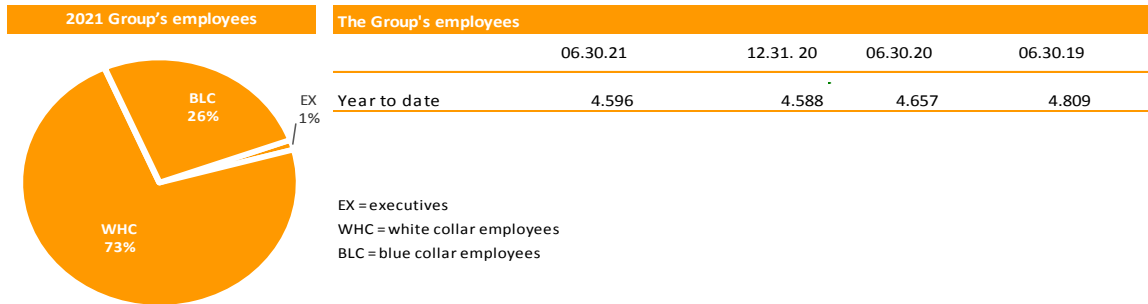 2021 Group's employees
BLC
26%
EX
1%
WHC
73%
The Group's employees
06.30.21 12.31. 20 06.30.20 06.30.19
Year to date 4.596 4.588 4.657 4.809
EX = executives
WHC = white collar employees
BLC = blue collar employees